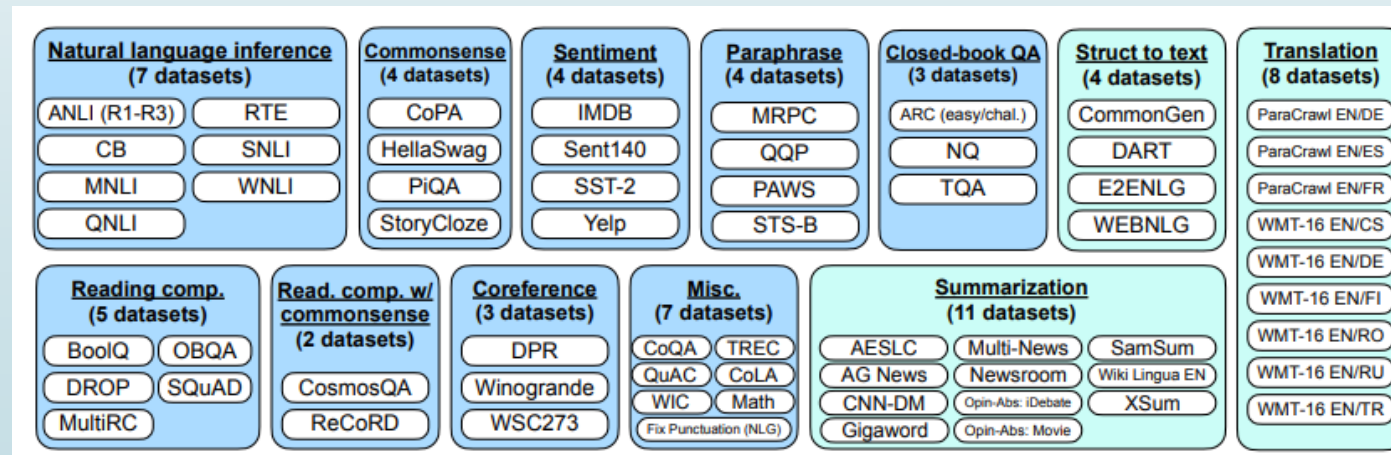 Natural language inference
(7 datasets)
ANLI (R1-R3)
RTE
CB
SNLI
MNLI
WNLI
QNLI
Commonsense
(4 datasets)
CoPA
HellaSwag
PiQA
StoryCloze
Sentiment
(4 datasets)
IMDB
Sent140
SST-2
Yelp
Paraphrase
(4 datasets)
MRPC
QQP
PAWS
STS-B
Closed-book QA
(3 datasets)
ARC (easy/chal.)
NQ
TQA
Struct to text
(4 datasets)
CommonGen
DART
E2ENLG
WEBNLG
Translation
(8 datasets)
ParaCrawl EN/DE
ParaCrawl EN/ES
ParaCrawl EN/FR
WMT-16 EN/CS
WMT-16 EN/DE
WMT-16 EN/FI
WMT-16 EN/RO
WMT-16 EN/RU
WMT-16 EN/TR
Reading comp.
(5 datasets)
BoolQ
OBQA
DROP
SQuAD
MultiRC
Read. comp. w/
commonsense
(2 datasets)
CosmosQA
ReCoRD
Coreference
(3 datasets)
DPR
Winogrande
WSC273
Misc.
(7 datasets)
CoQA
TREC
QuAC
CoLA
WIC
Math
Fix Punctuation (NLG)
Summarization
(11 datasets)
AESLC
Multi-News
SamSum
AG News
Newsroom
Wiki Lingua EN
CNN-DM
Opin-Abs: iDebate
XSum
Gigaword
Opin-Abs: Movie